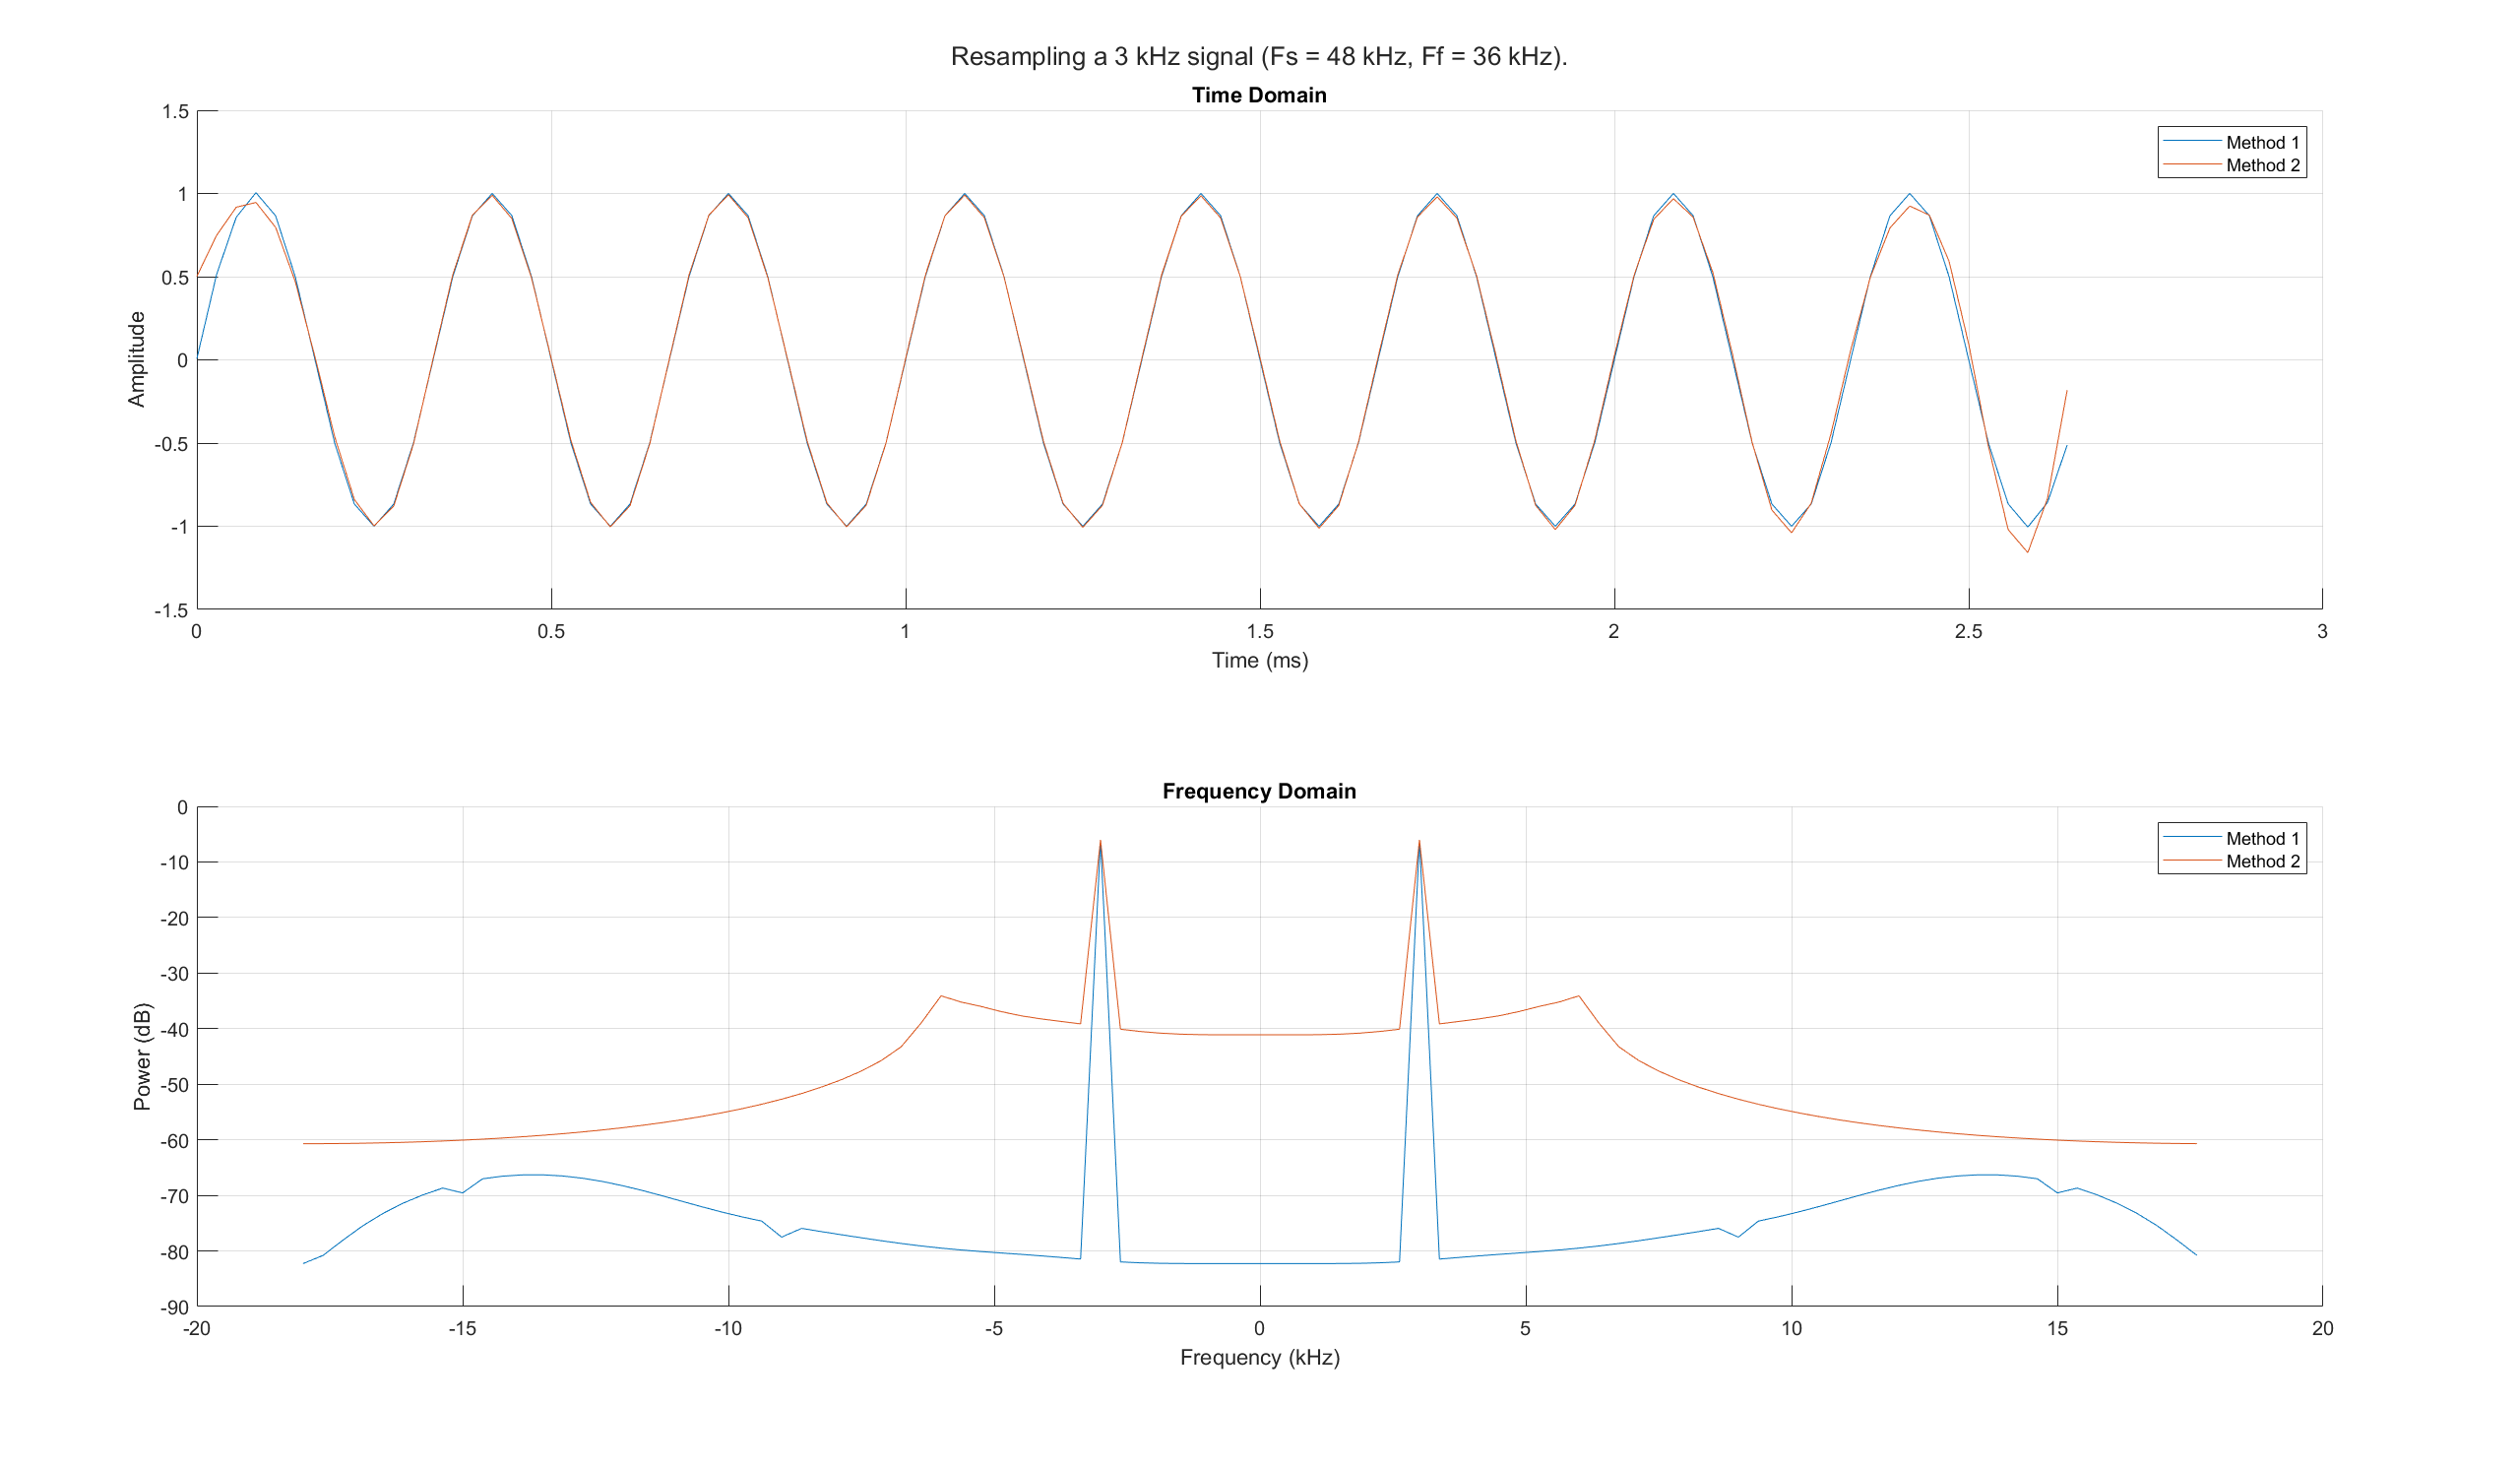 Resampling a 3 kHz signal (Fs = 48 kHz, Ff = 36 kHz).
Time Domain
1.5
1
0.5
0
-0.5
-1
-1.5
Amplitude
Method 1
Method 2
0 0.5 1 1.5 2 2.5 3
Time (ms)
Frequency Domain
0
-10
-20
-30
-40
-50
-60
-70
-80
-90
Power (dB)
Method 1
Method 2
-20 -15 -10 -5 0 5 10 15 20
Frequency (kHz)